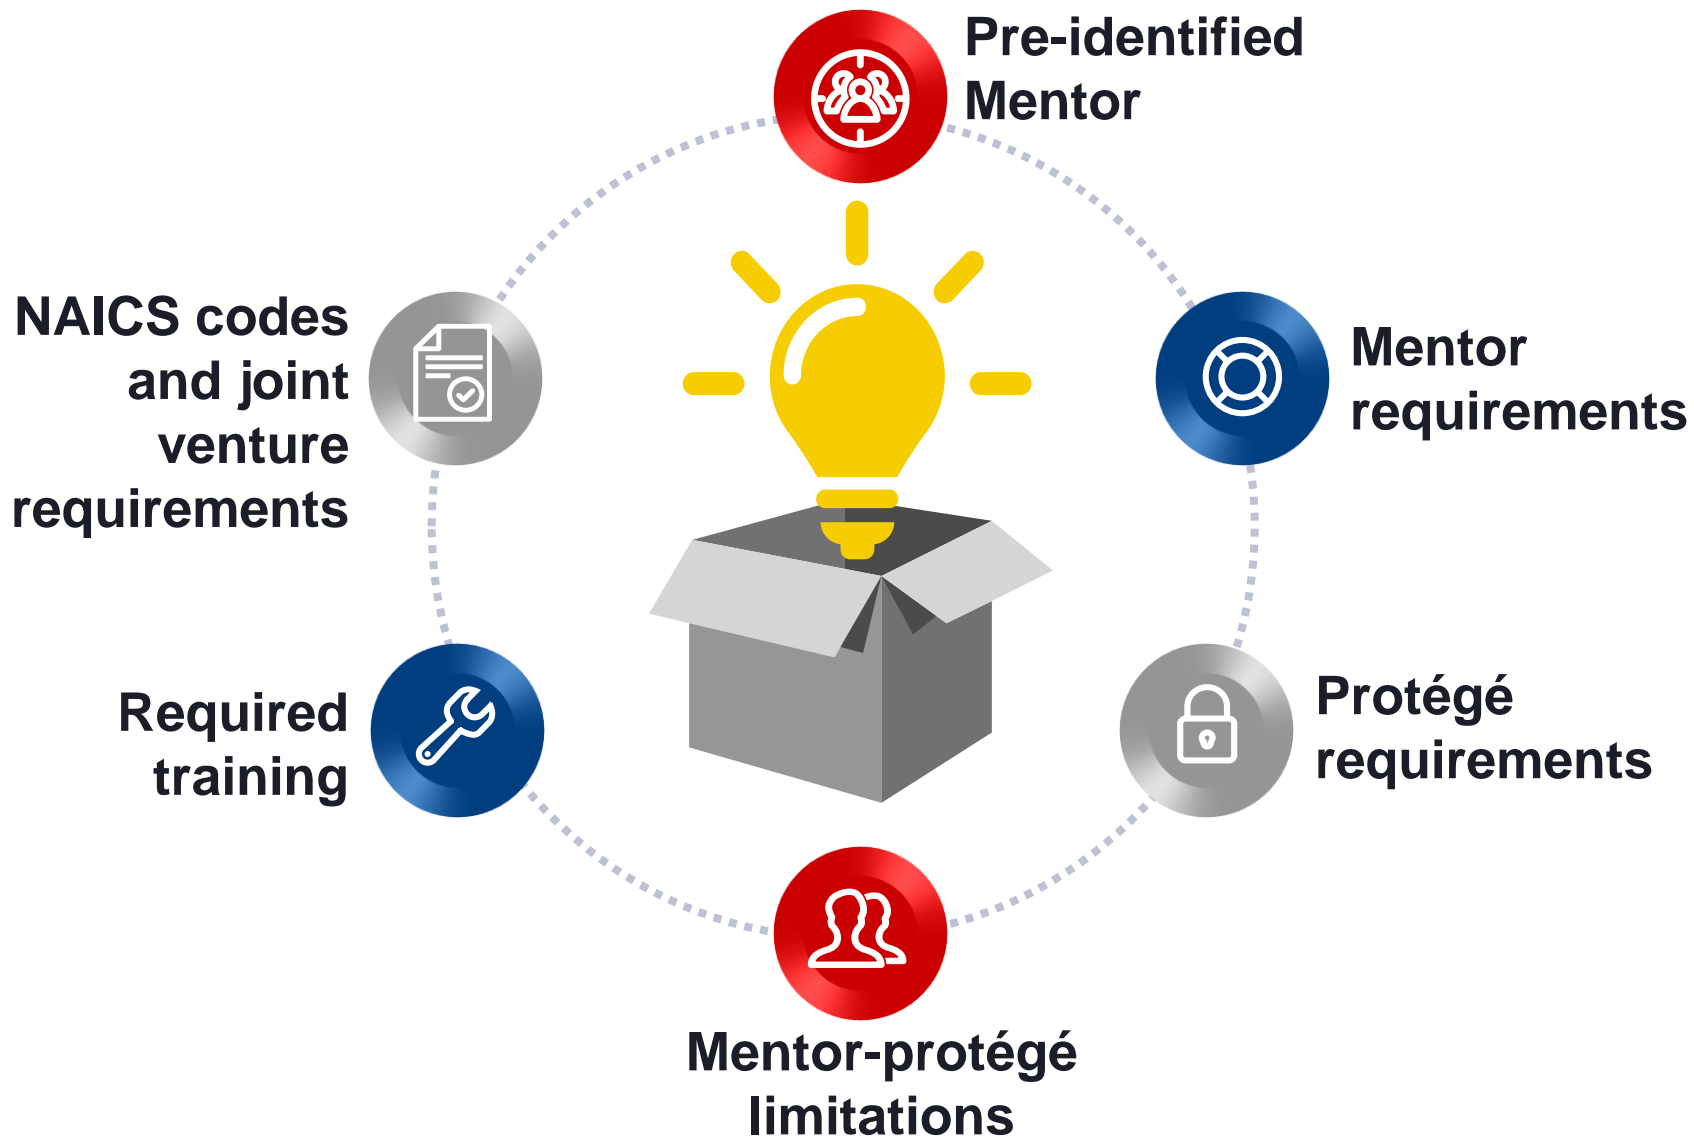 Pre-identified
Mentor
Mentor
requirements
Protégé
requirements
Mentor-protégé
limitations
Required
training
NAICS codes
and joint
venture
requirements